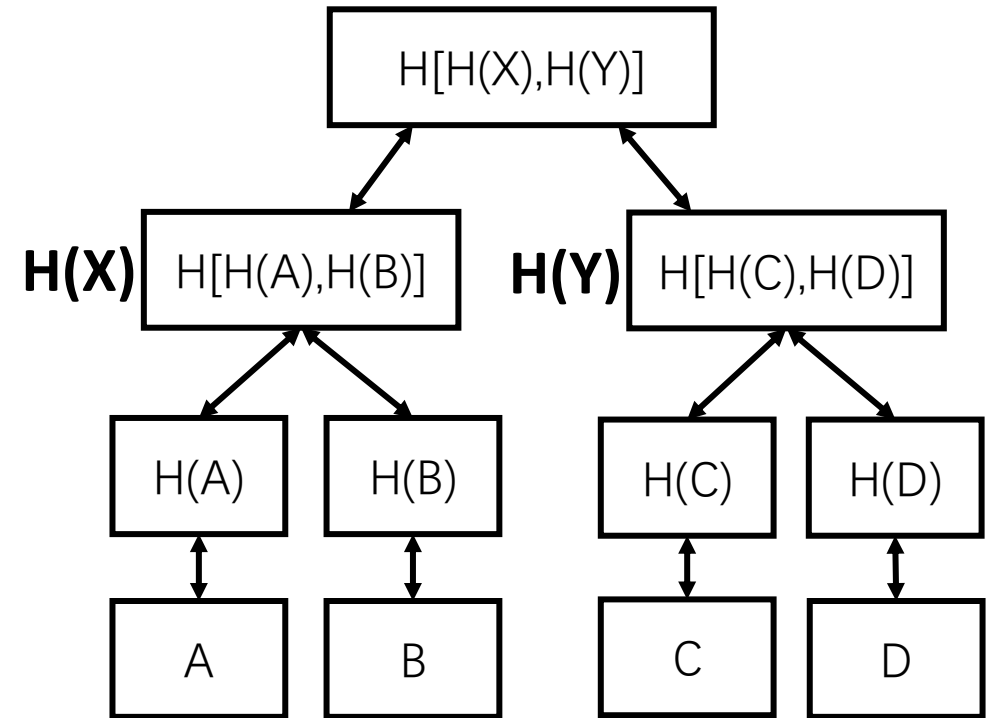 H[H(X),H(Y)]
H(X)
H[H(A),H(B)]
H(Y)
H[H(C),H(D)]
H(A)
H(B)
H(C)
H(D)
A
B
C
D